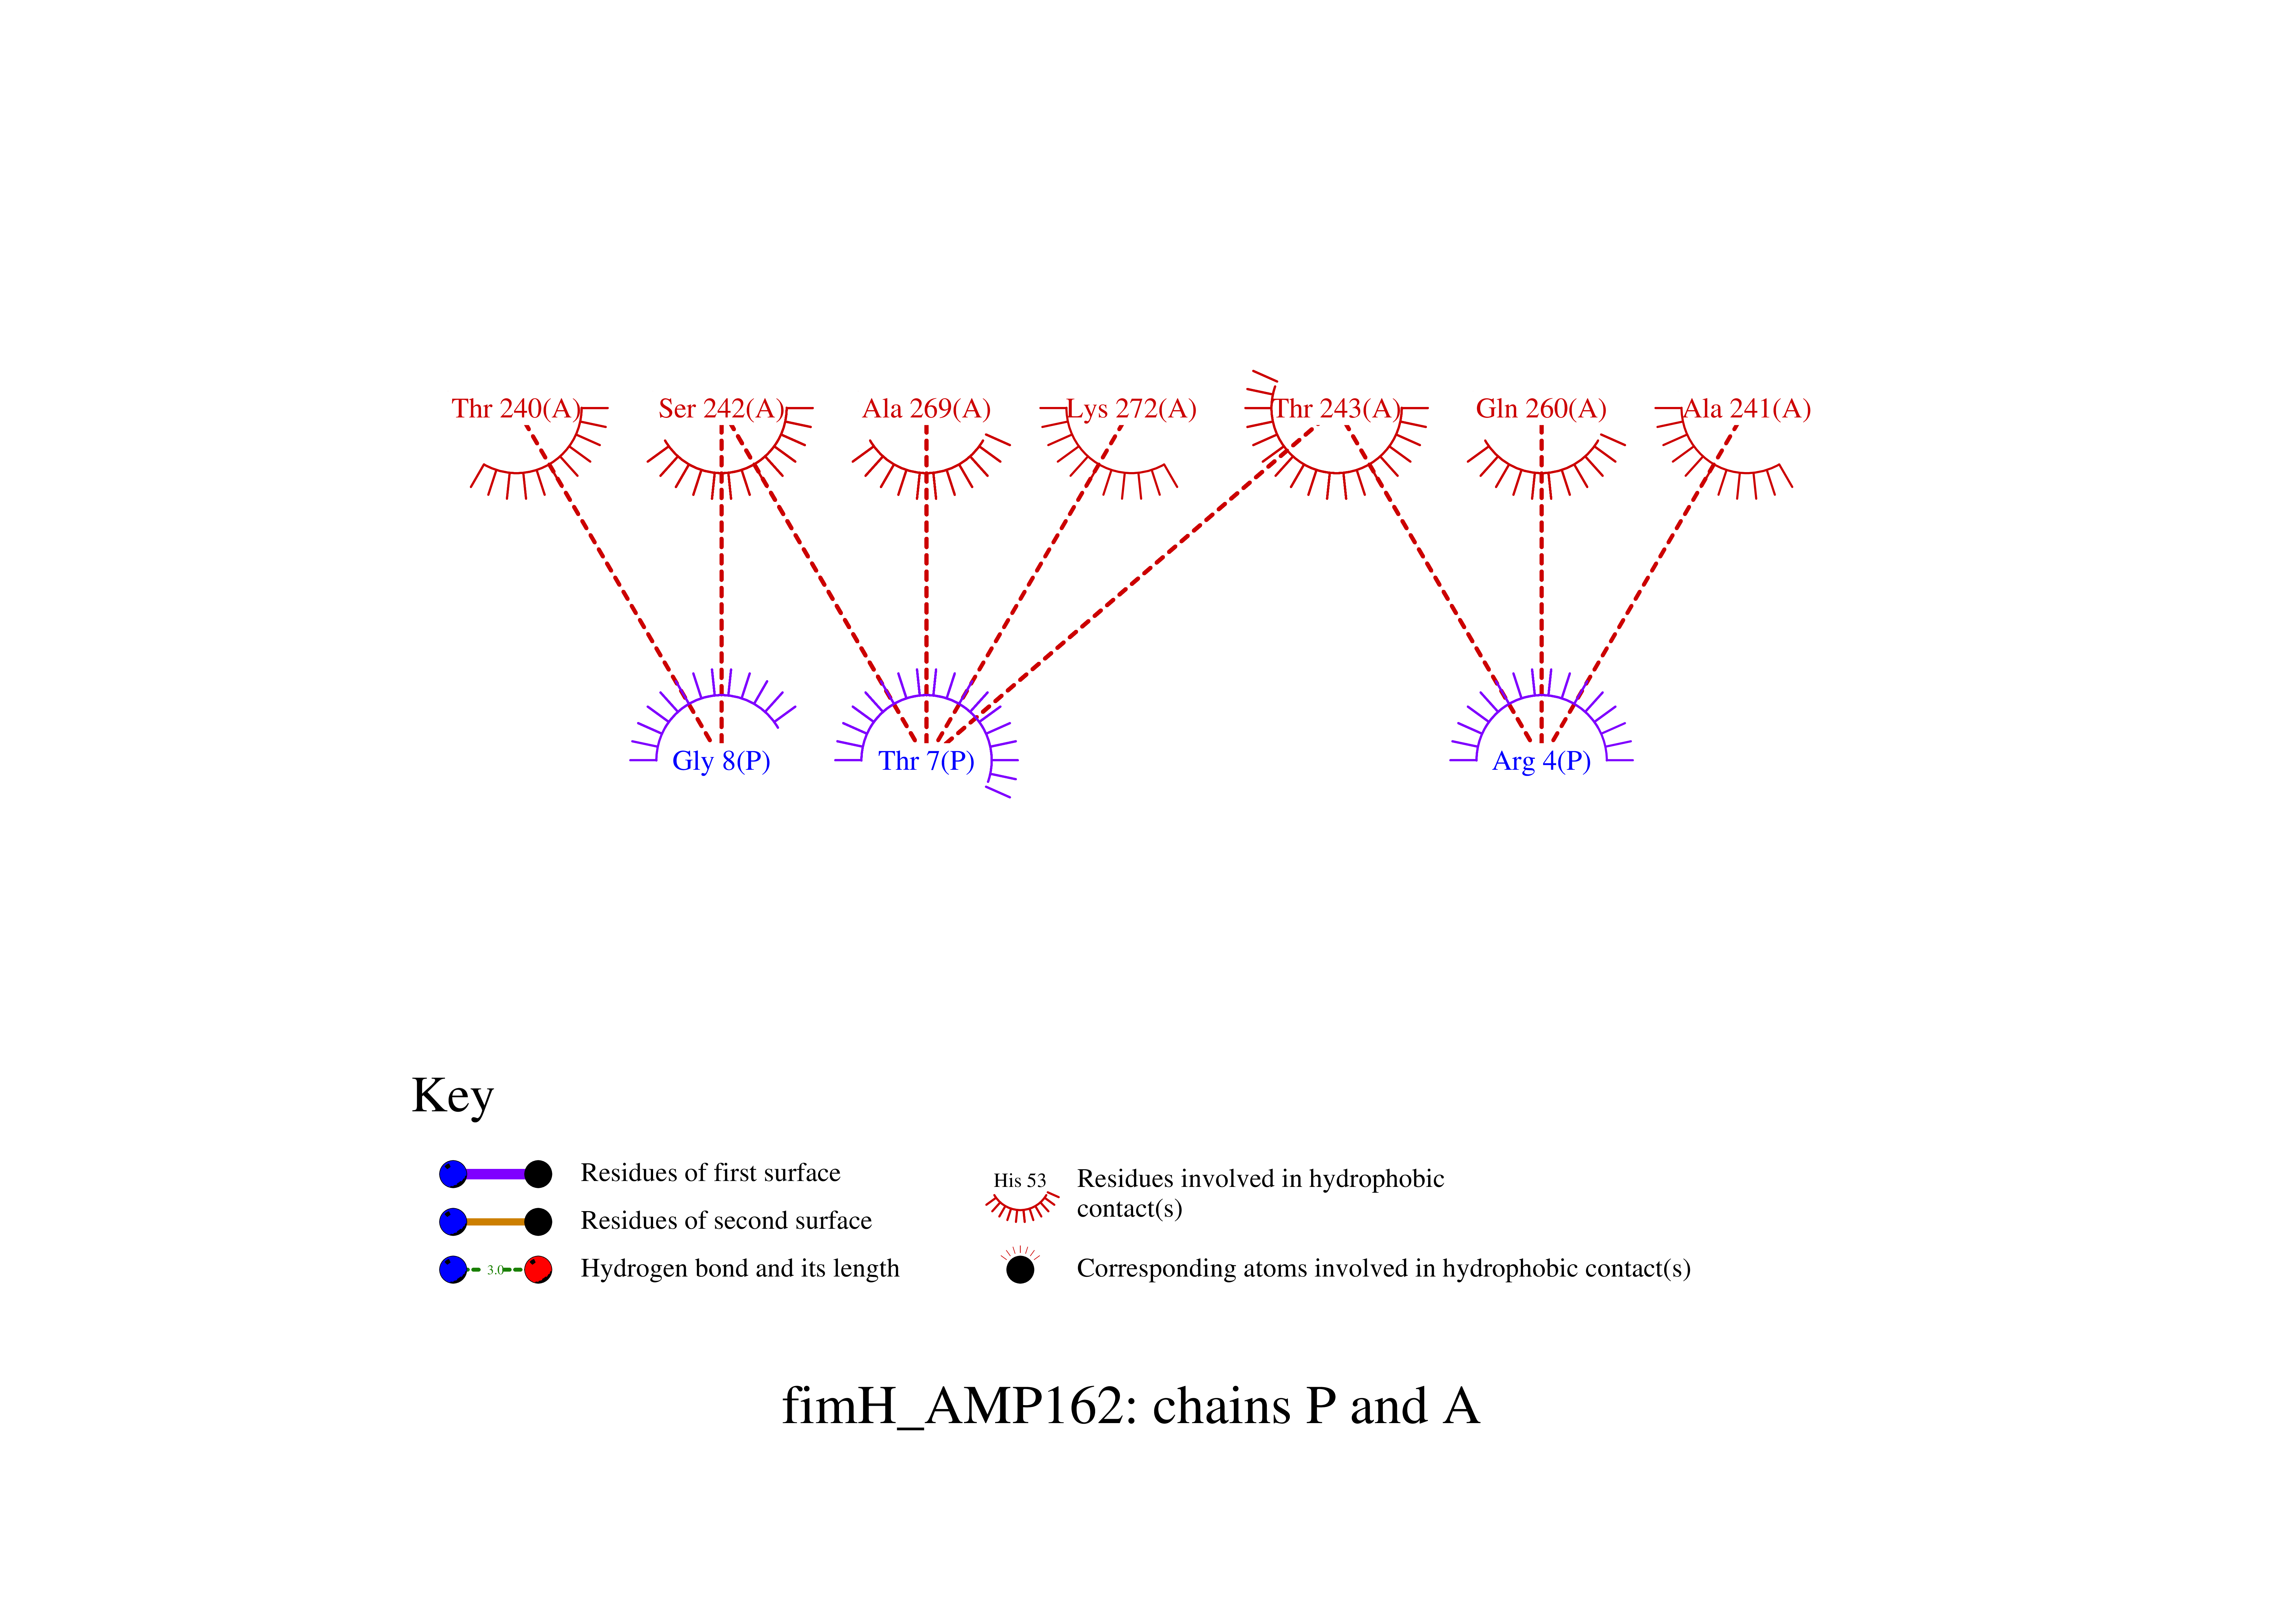 Thr 240(A) Ser 242(A) Ala 269(A) Lys 272(A) Thr 243(A) Gln 260(A) Ala 241(A)
Gly 8(P) Thr 7(P) Arg 4(P)
Key
Residues of first surface
Residues of second surface
3.0 Hydrogen bond and its length
His 53 Residues involved in hydrophobic
contact(s)
Corresponding atoms involved in hydrophobic contact(s)
fimH_AMP162: chains P and A